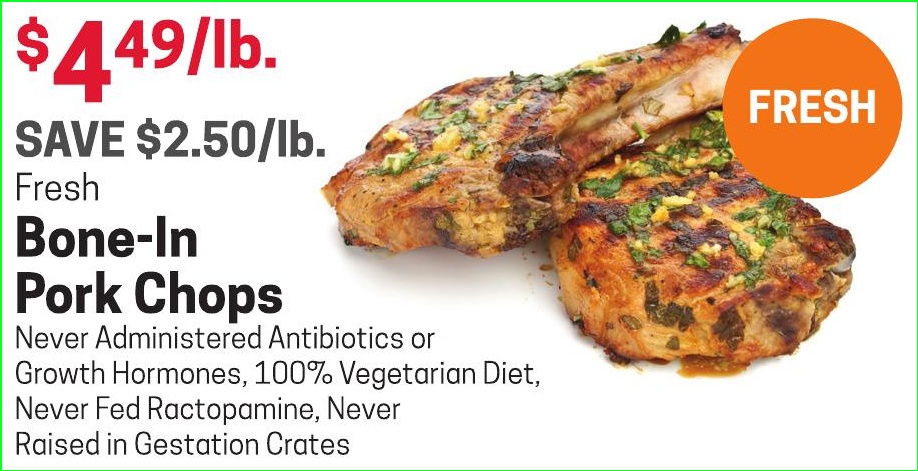 $4.49/lb.
SAVE $2.50/lb.
Fresh
Bone-In
Pork Chops
Never Administered Antibiotics or
Growth Hormones, 100% Vegetarian Diet,
Never Fed Ractopamine, Never
Raised in Gestation Crates
FRESH